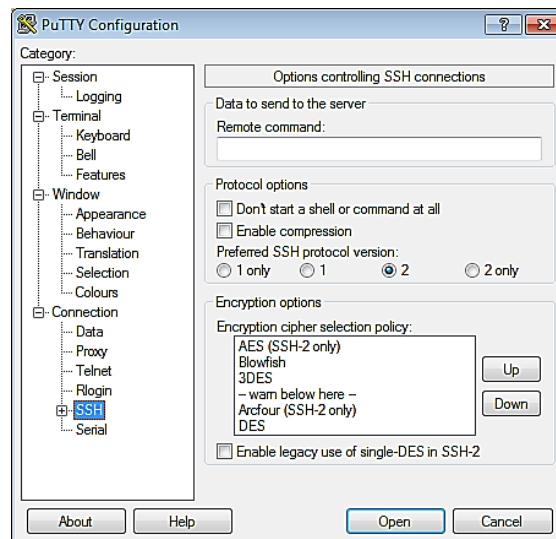 PuTTY Configuration
Category:
Session
Logging
Terminal
Keyboard
Bell
Features
Window
Appearance
Behaviour
Translation
Selection
Colours
Connection
Data
Proxy
Telnet
Rlogin
SSH
Serial
Options controlling SSH connections
Data to send to the server
Remote command:
Protocol options
Don't start a shell or command at all
Enable compression
Preferred SSH protocol version:
1 only 1 2 2 only
Encryption options
Encryption cipher selection policy:
AES (SSH-2 only)
Blowfish
3DES
-- warn below here --
Arcfour (SSH-2 only)
DES
Up
Down
Enable legacy use of single-DES in SSH-2
About Help Open Cancel